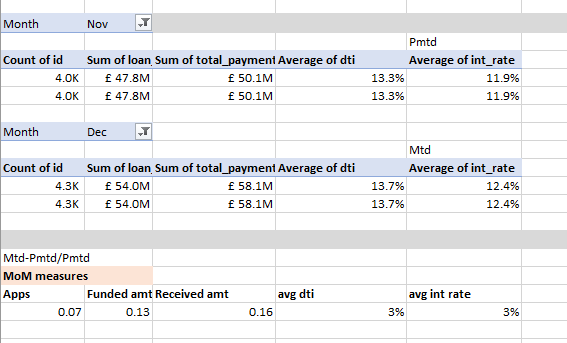 Month Nov
Pmtd
Count of id Sum of loan_ Sum of total_payment Average of dti Average of int_rate
4.0K £ 47.8M £ 50.1M 13.3% 11.9%
4.0K £ 47.8M £ 50.1M 13.3% 11.9%
Month Dec
Mtd
Count of id Sum of loan_ Sum of total_payment Average of dti Average of int_rate
4.3K £ 54.0M £ 58.1M 13.7% 12.4%
4.3K £ 54.0M £ 58.1M 13.7% 12.4%
Mtd-Pmtd/Pmtd
MoM measures
Apps Funded amt Received amt avg dti avg int rate
0.07 0.13 0.16 3% 3%